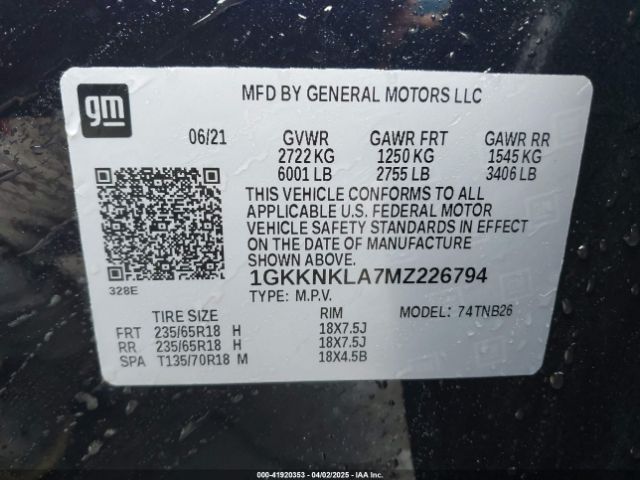 gm
MFD BY GENERAL MOTORS LLC
06/21 GVWR GAWR FRT GAWR RR
2722 KG 1250 KG 1545 KG
6001 LB 2755 LB 3406 LB
THIS VEHICLE CONFORMS TO ALL
APPLICABLE U.S. FEDERAL MOTOR
VEHICLE SAFETY STANDARDS IN EFFECT
ON THE DATE OF MANUFACTURE
SHOWN ABOVE.
328E
1GKKNKLA7MZ226794
TYPE: M.P.V. MODEL: 74TNB26
TIRE SIZE RIM
FRT 235/65R18 H 18X7.5J
RR 235/65R18 H 18X7.5J
SPA T135/70R18 M 18X4.5B
000-41920353 - 04/02/2025 - IAA Inc.